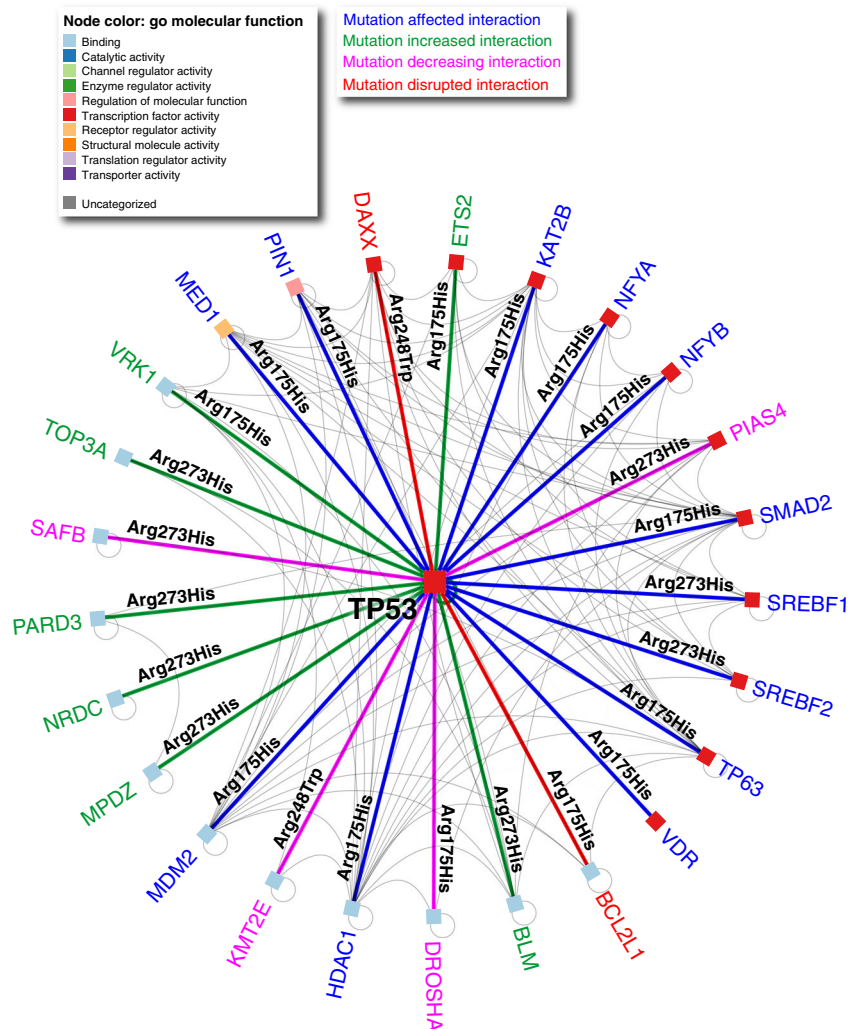 Node color: go molecular function
Binding
Catalytic activity
Channel regulator activity
Enzyme regulator activity
Regulation of molecular function
Transcription factor activity
Receptor regulator activity
Structural molecule activity
Translation regulator activity
Transporter activity
Uncategorized
Mutation affected interaction
Mutation increased interaction
Mutation decreasing interaction
Mutation disrupted interaction
DAXX
Arg248Trp
ETS2
Arg175His
KAT2B
Arg175His
NFYA
Arg175His
NFYB
Arg175His
PIAS4
Arg273His
SMAD2
Arg175His
SREBF1
Arg273His
SREBF2
Arg273His
TP63
Arg175His
VDR
Arg175His
BCL2L1
Arg175His
BLM
Arg273His
DROSHA
Arg175His
HDAC1
Arg175His
KMT2E
Arg248Trp
MDM2
Arg175His
MPDZ
Arg273His
NRDC
Arg273His
PARD3
Arg273His
SAFB
Arg273His
TOP3A
Arg273His
VRK1
Arg175His
MED1
Arg175His
PIN1
Arg175His
TP53